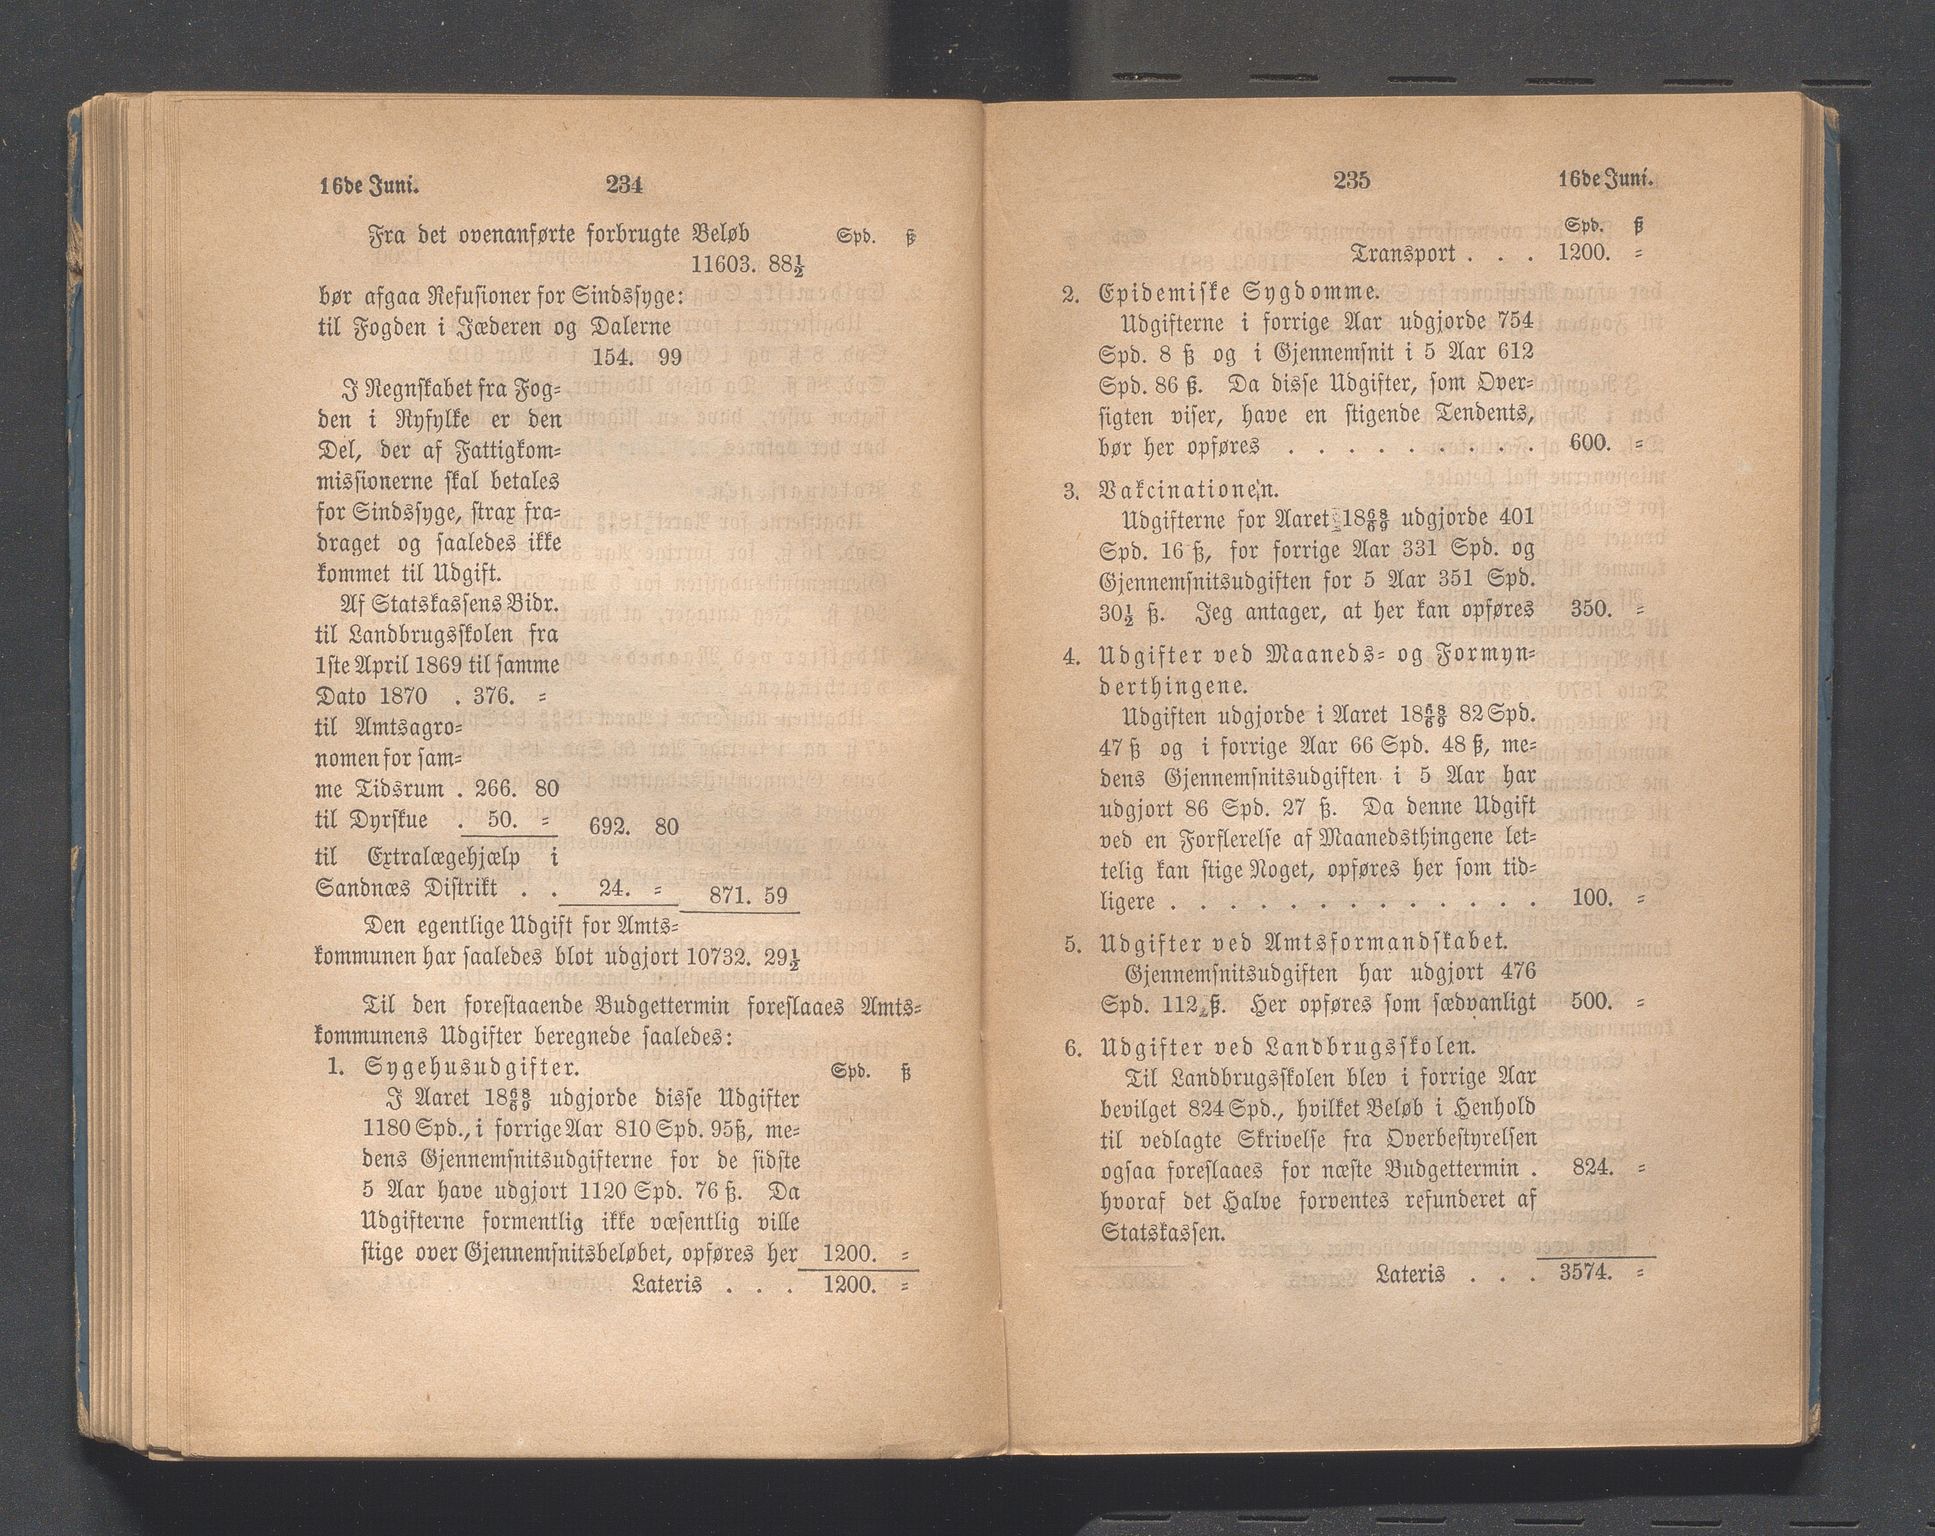 16de Juni. 234
Fra det ovenanførte forbrugte Beløb Spd. ß
11603. 88½
bør afgaa Refusioner for Sindssyge:
til Fogden i Jæderen og Dalerne
154. 99
I Regnskabet fra Fog-
den i Ryfylke er den
Del, der af Fattigkom-
missionerne skal betales
for Sindssyge, strax fra-
draget og saaledes ikke
kommet til Udgift.
Af Statskassens Bidr.
til Landbrugsskolen fra
1ste April 1869 til samme
Dato 1870 . 376. =
til Amtsagro-
nomen for sam-
me Tidsrum . 266. 80
til Dyrskue . 50. = 692. 80
til Extralægehjælp i
Sandnæs Distrikt . . 24. = 871. 59
Den egentlige Udgift for Amts-
kommunen har saaledes blot udgjort 10732. 29½
Til den forestaaende Budgettermin foreslaaes Amts-
kommunens Udgifter beregnede saaledes:
1. Sygehusudgifter. Spd. ß
I Aaret 1868/69 udgjorde disse Udgifter
1180 Spd., i forrige Aar 810 Spd. 95 ß, me-
dens Gjennemsnitsudgifterne for de sidste
5 Aar have udgjort 1120 Spd. 76 ß. Da
Udgifterne formentlig ikke væsentlig ville
stige over Gjennemsnitsbeløbet, opføres her 1200. =
Lateris . . . 1200. =
235 16de Juni.
Spd. ß
Transport . . . 1200. =
2. Epidemiske Sygdomme.
Udgifterne i forrige Aar udgjorde 754
Spd. 8 ß og i Gjennemsnit i 5 Aar 612
Spd. 86 ß. Da disse Udgifter, som Over-
sigten viser, have en stigende Tendents,
bør her opføres . . . . . . . . . 600. =
3. Vakcinationen.
Udgifterne for Aaret 1868/69 udgjorde 401
Spd. 16 ß, for forrige Aar 331 Spd. og
Gjennemsnitsudgiften for 5 Aar 351 Spd.
30½ ß. Jeg antager, at her kan opføres 350. =
4. Udgifter ved Maaneds- og Formyn-
derthingene.
Udgiften udgjorde i Aaret 1868/69 82 Spd.
47 ß og i forrige Aar 66 Spd. 48 ß, me-
dens Gjennemsnitsudgiften i 5 Aar har
udgjort 86 Spd. 27 ß. Da denne Udgift
ved en Forflerelse af Maanedsthingene let-
telig kan stige Noget, opføres her som tid-
ligere . . . . . . . . . . . . . 100. =
5. Udgifter ved Amtsformandskabet.
Gjennemsnitsudgiften har udgjort 476
Spd. 112 ß. Her opføres som sædvanligt 500. =
6. Udgifter ved Landbrugsskolen.
Til Landbrugsskolen blev i forrige Aar
bevilget 824 Spd., hvilket Beløb i Henhold
til vedlagte Skrivelse fra Overbestyrelsen
ogsaa foreslaaes for næste Budgettermin . 824. =
hvoraf det Halve forventes refunderet af
Statskassen.
Lateris . . . 3574. =